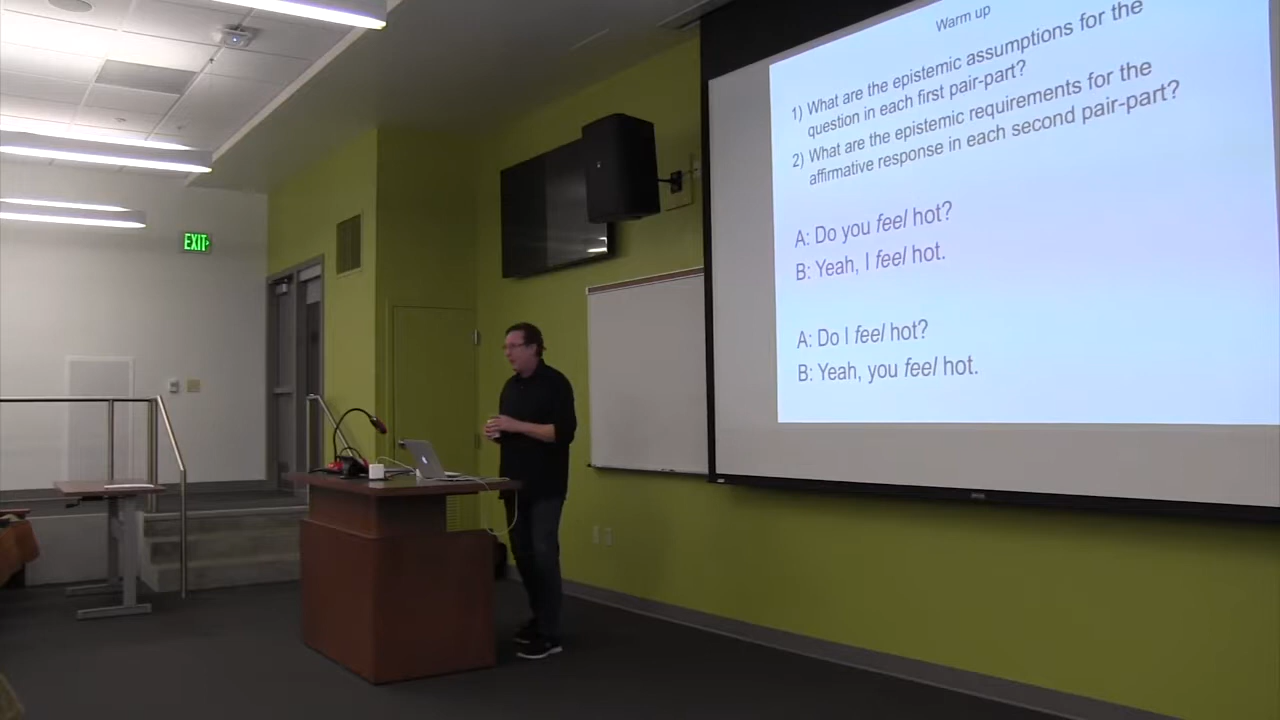 Warm up
1) What are the epistemic assumptions for the
question in each first pair-part?
2) What are the epistemic requirements for the
affirmative response in each second pair-part?
A: Do you feel hot?
B: Yeah, I feel hot.
A: Do I feel hot?
B: Yeah, you feel hot.
EXIT